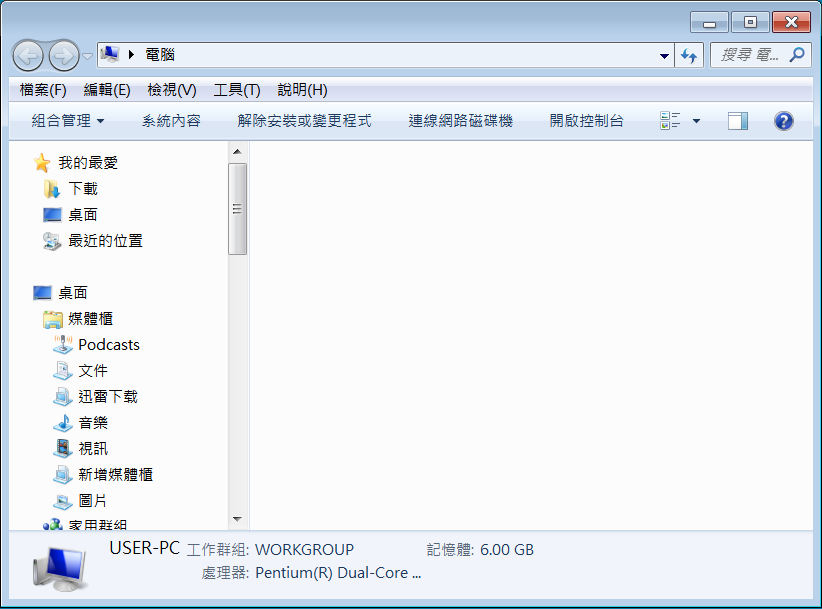 電腦
搜尋 電...
檔案(F) 編輯(E) 檢視(V) 工具(T) 說明(H)
組合管理 系統內容 解除安裝或變更程式 連線網路磁碟機 開啟控制台
我的最愛
下載
桌面
最近的位置
桌面
媒體櫃
Podcasts
文件
迅雷下載
音樂
視訊
新增媒體櫃
圖片
家用群組
USER-PC 工作群組: WORKGROUP 記憶體: 6.00 GB
處理器: Pentium(R) Dual-Core ...